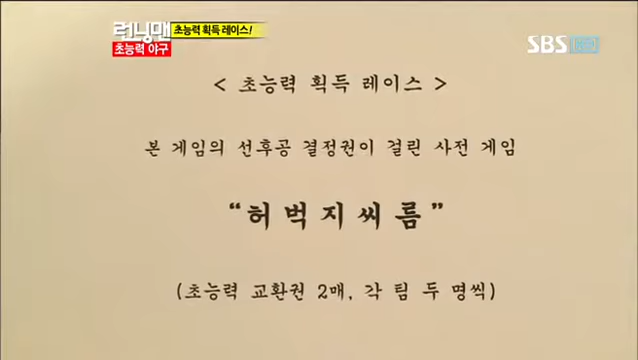 런닝맨 초능력 획득 레이스!
초능력 야구
SBS HD
< 초능력 획득 레이스 >
본 게임의 선후공 결정권이 걸린 사전 게임
“허벅지씨름”
(초능력 교환권 2매, 각 팀 두 명씩)